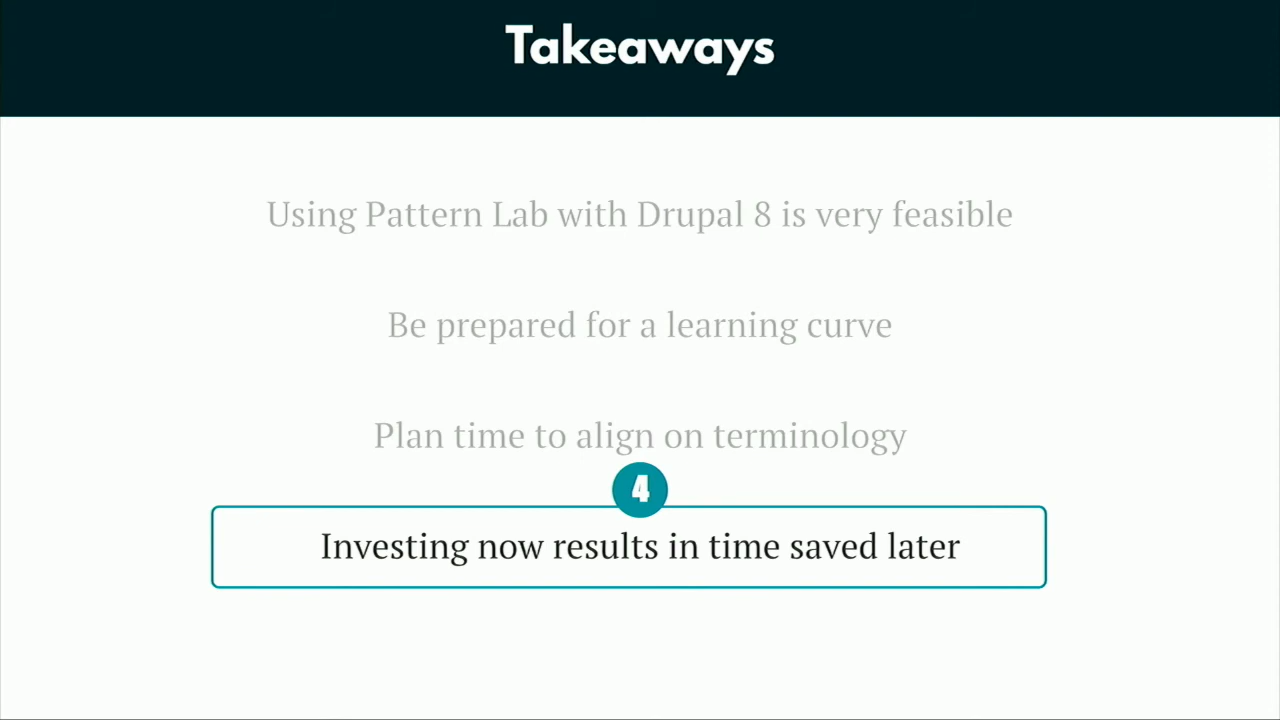 Takeaways
Using Pattern Lab with Drupal 8 is very feasible
Be prepared for a learning curve
Plan time to align on terminology
4
Investing now results in time saved later